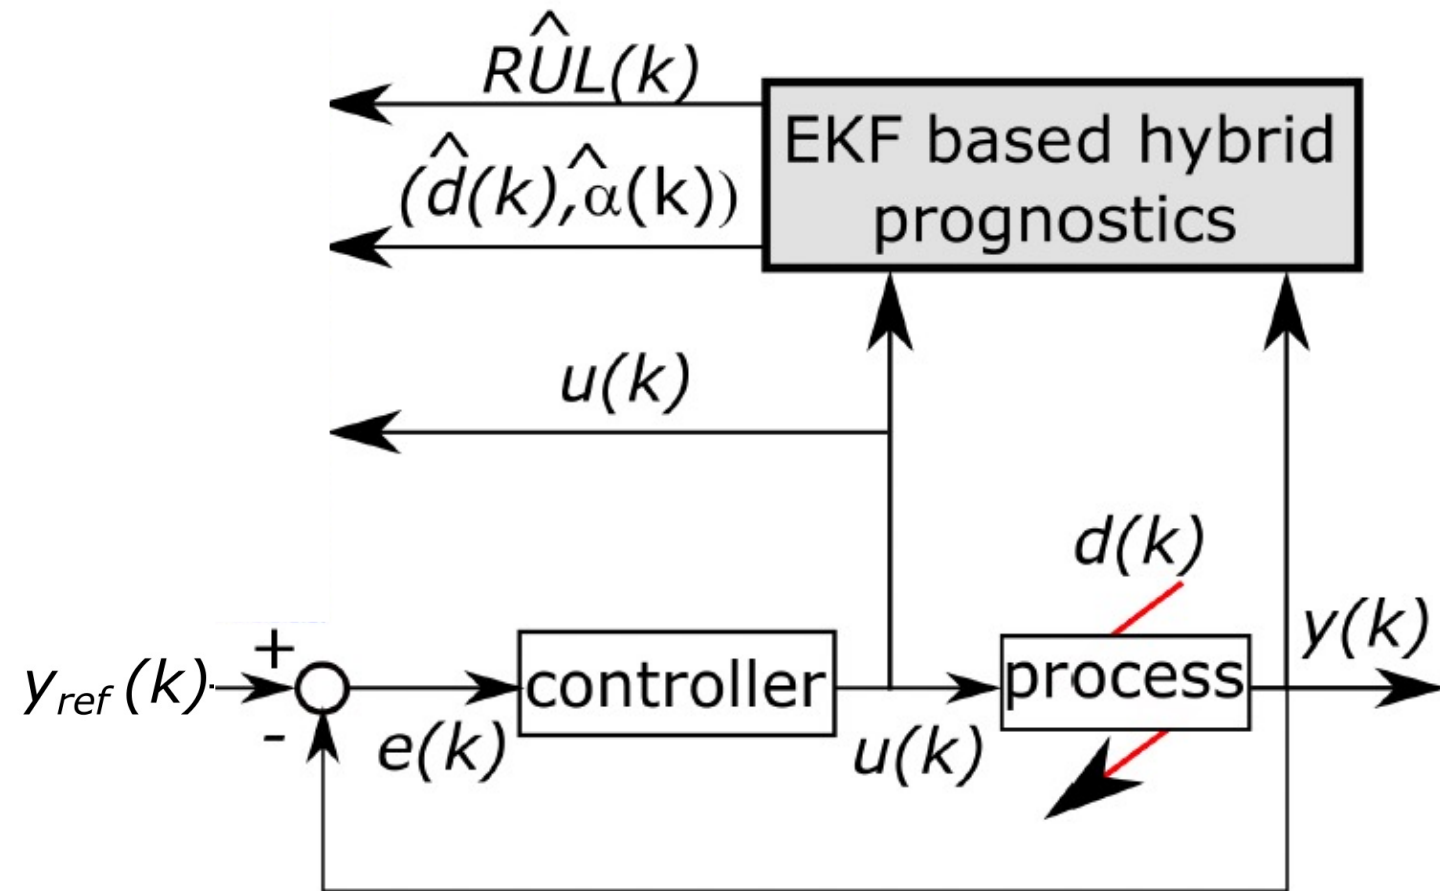 RÛL(k)
(d̂(k),α̂(k))
EKF based hybrid
prognostics
u(k)
d(k)
y(k)
+
y_ref (k)
controller
process
-
e(k)
u(k)